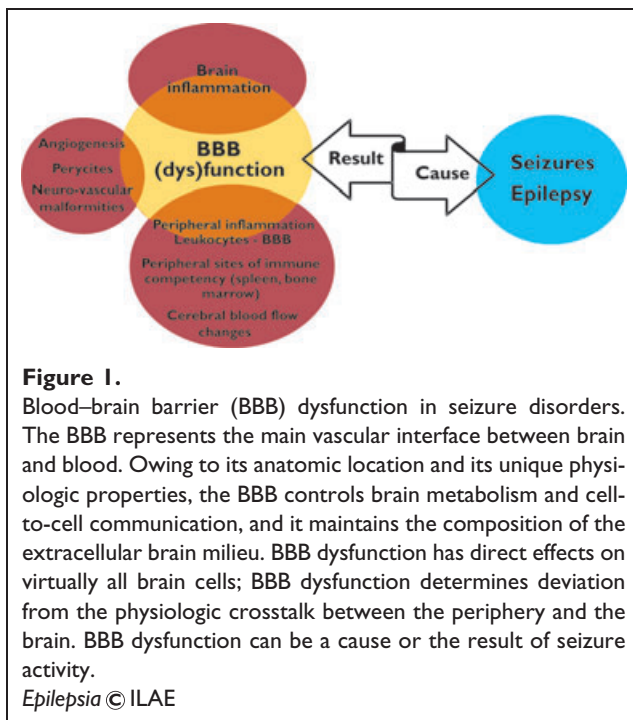 Brain
inflammation
BBB
(dys)function
Angiogenesis
Perycites
Neuro-vascular
malformities
Peripheral inflammation
Leukocytes - BBB
Peripheral sites of immune
competency (spleen, bone
marrow)
Cerebral blood flow
changes
Result
Cause
Seizures
Epilepsy
Figure 1.
Blood–brain barrier (BBB) dysfunction in seizure disorders.
The BBB represents the main vascular interface between brain
and blood. Owing to its anatomic location and its unique physi-
ologic properties, the BBB controls brain metabolism and cell-
to-cell communication, and it maintains the composition of the
extracellular brain milieu. BBB dysfunction has direct effects on
virtually all brain cells; BBB dysfunction determines deviation
from the physiologic crosstalk between the periphery and the
brain. BBB dysfunction can be a cause or the result of seizure
activity.
Epilepsia © ILAE